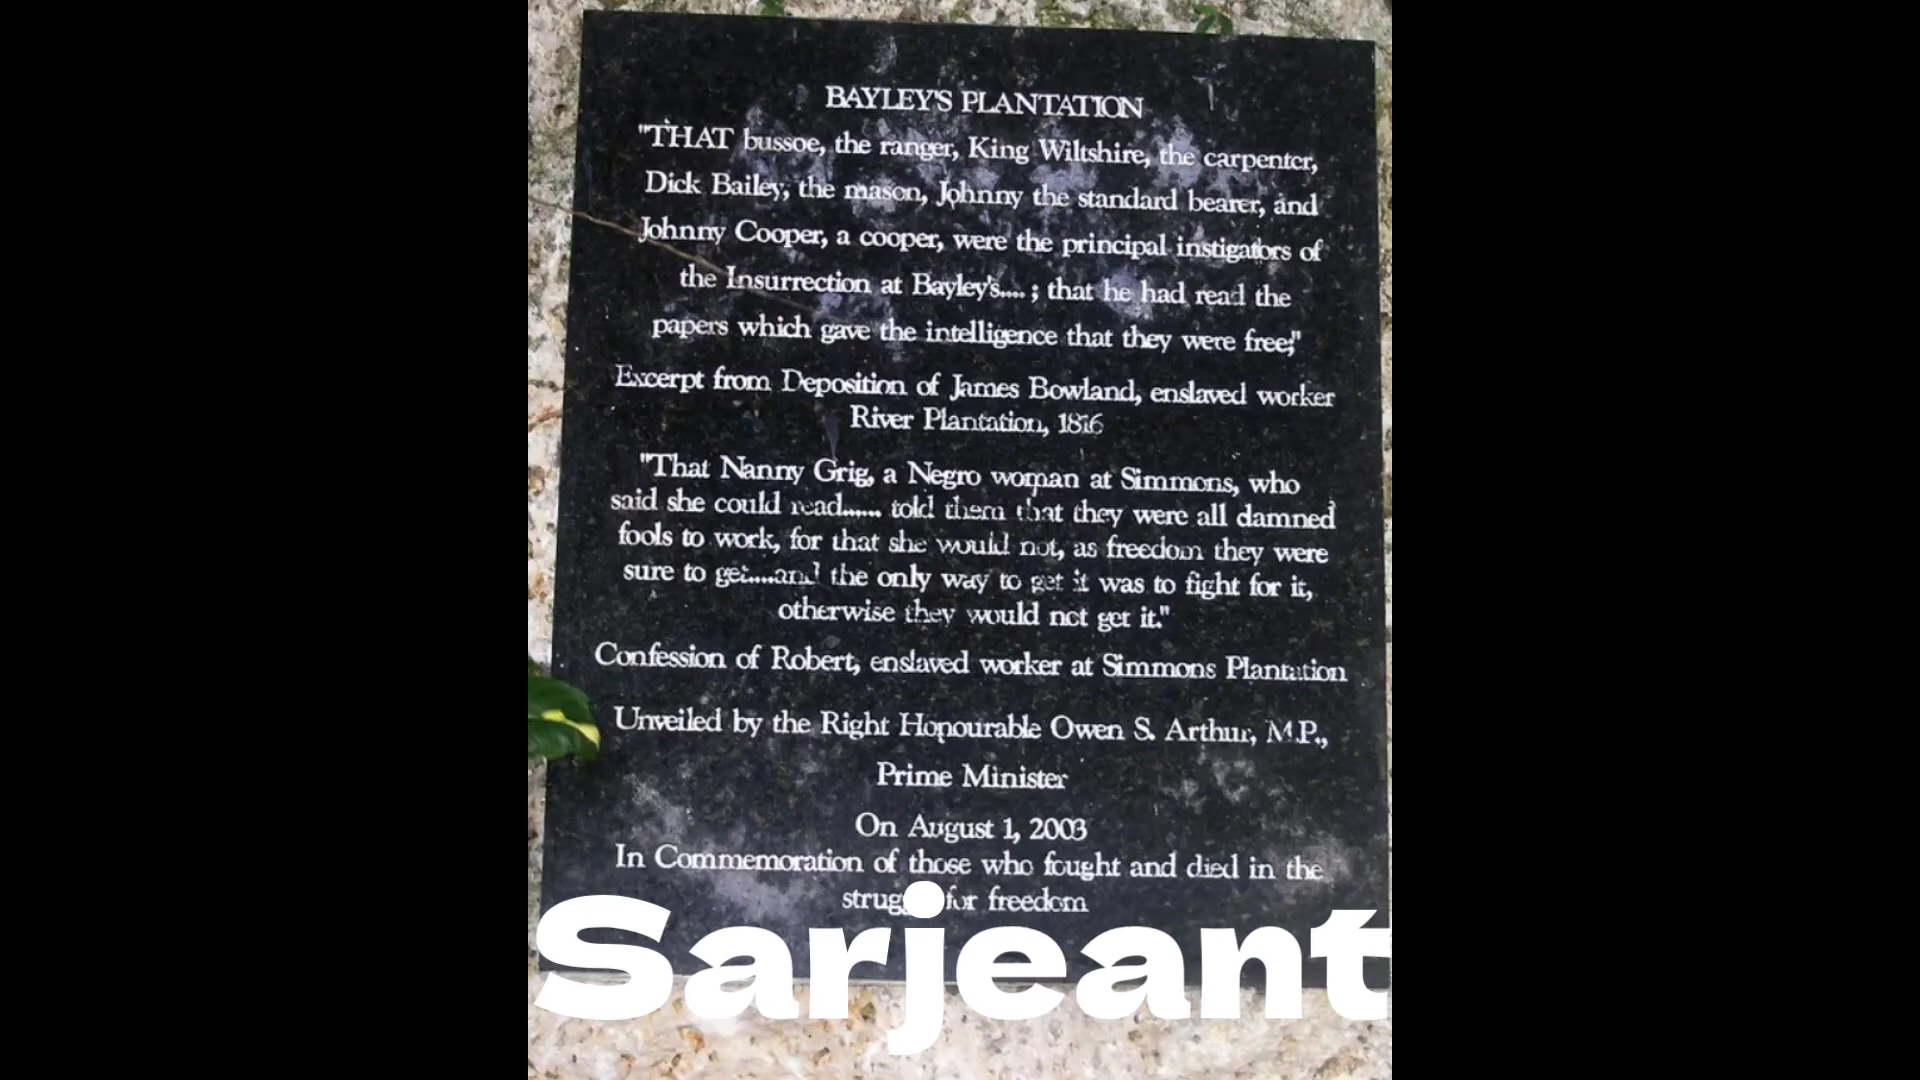 BAYLEY'S PLANTATION
"THAT bussoe, the ranger, King Wiltshire, the carpenter,
Dick Bailey, the mason, Johnny the standard bearer, and
Johnny Cooper, a cooper, were the principal instigators of
the Insurrection at Bayley's.... ; that he had read the
papers which gave the intelligence that they were free;"
Excerpt from Deposition of James Bowland, enslaved worker
River Plantation, 1816
"That Nanny Grig, a Negro woman at Simmons, who
said she could read...... told them that they were all damned
fools to work, for that she would not, as freedom they were
sure to get....and the only way to get it was to fight for it,
otherwise they would not get it."
Confession of Robert, enslaved worker at Simmons Plantation
Unveiled by the Right Honourable Owen S. Arthur, M.P.,
Prime Minister
On August 1, 2003
In Commemoration of those who fought and died in the
struggle for freedom
Sarjeant